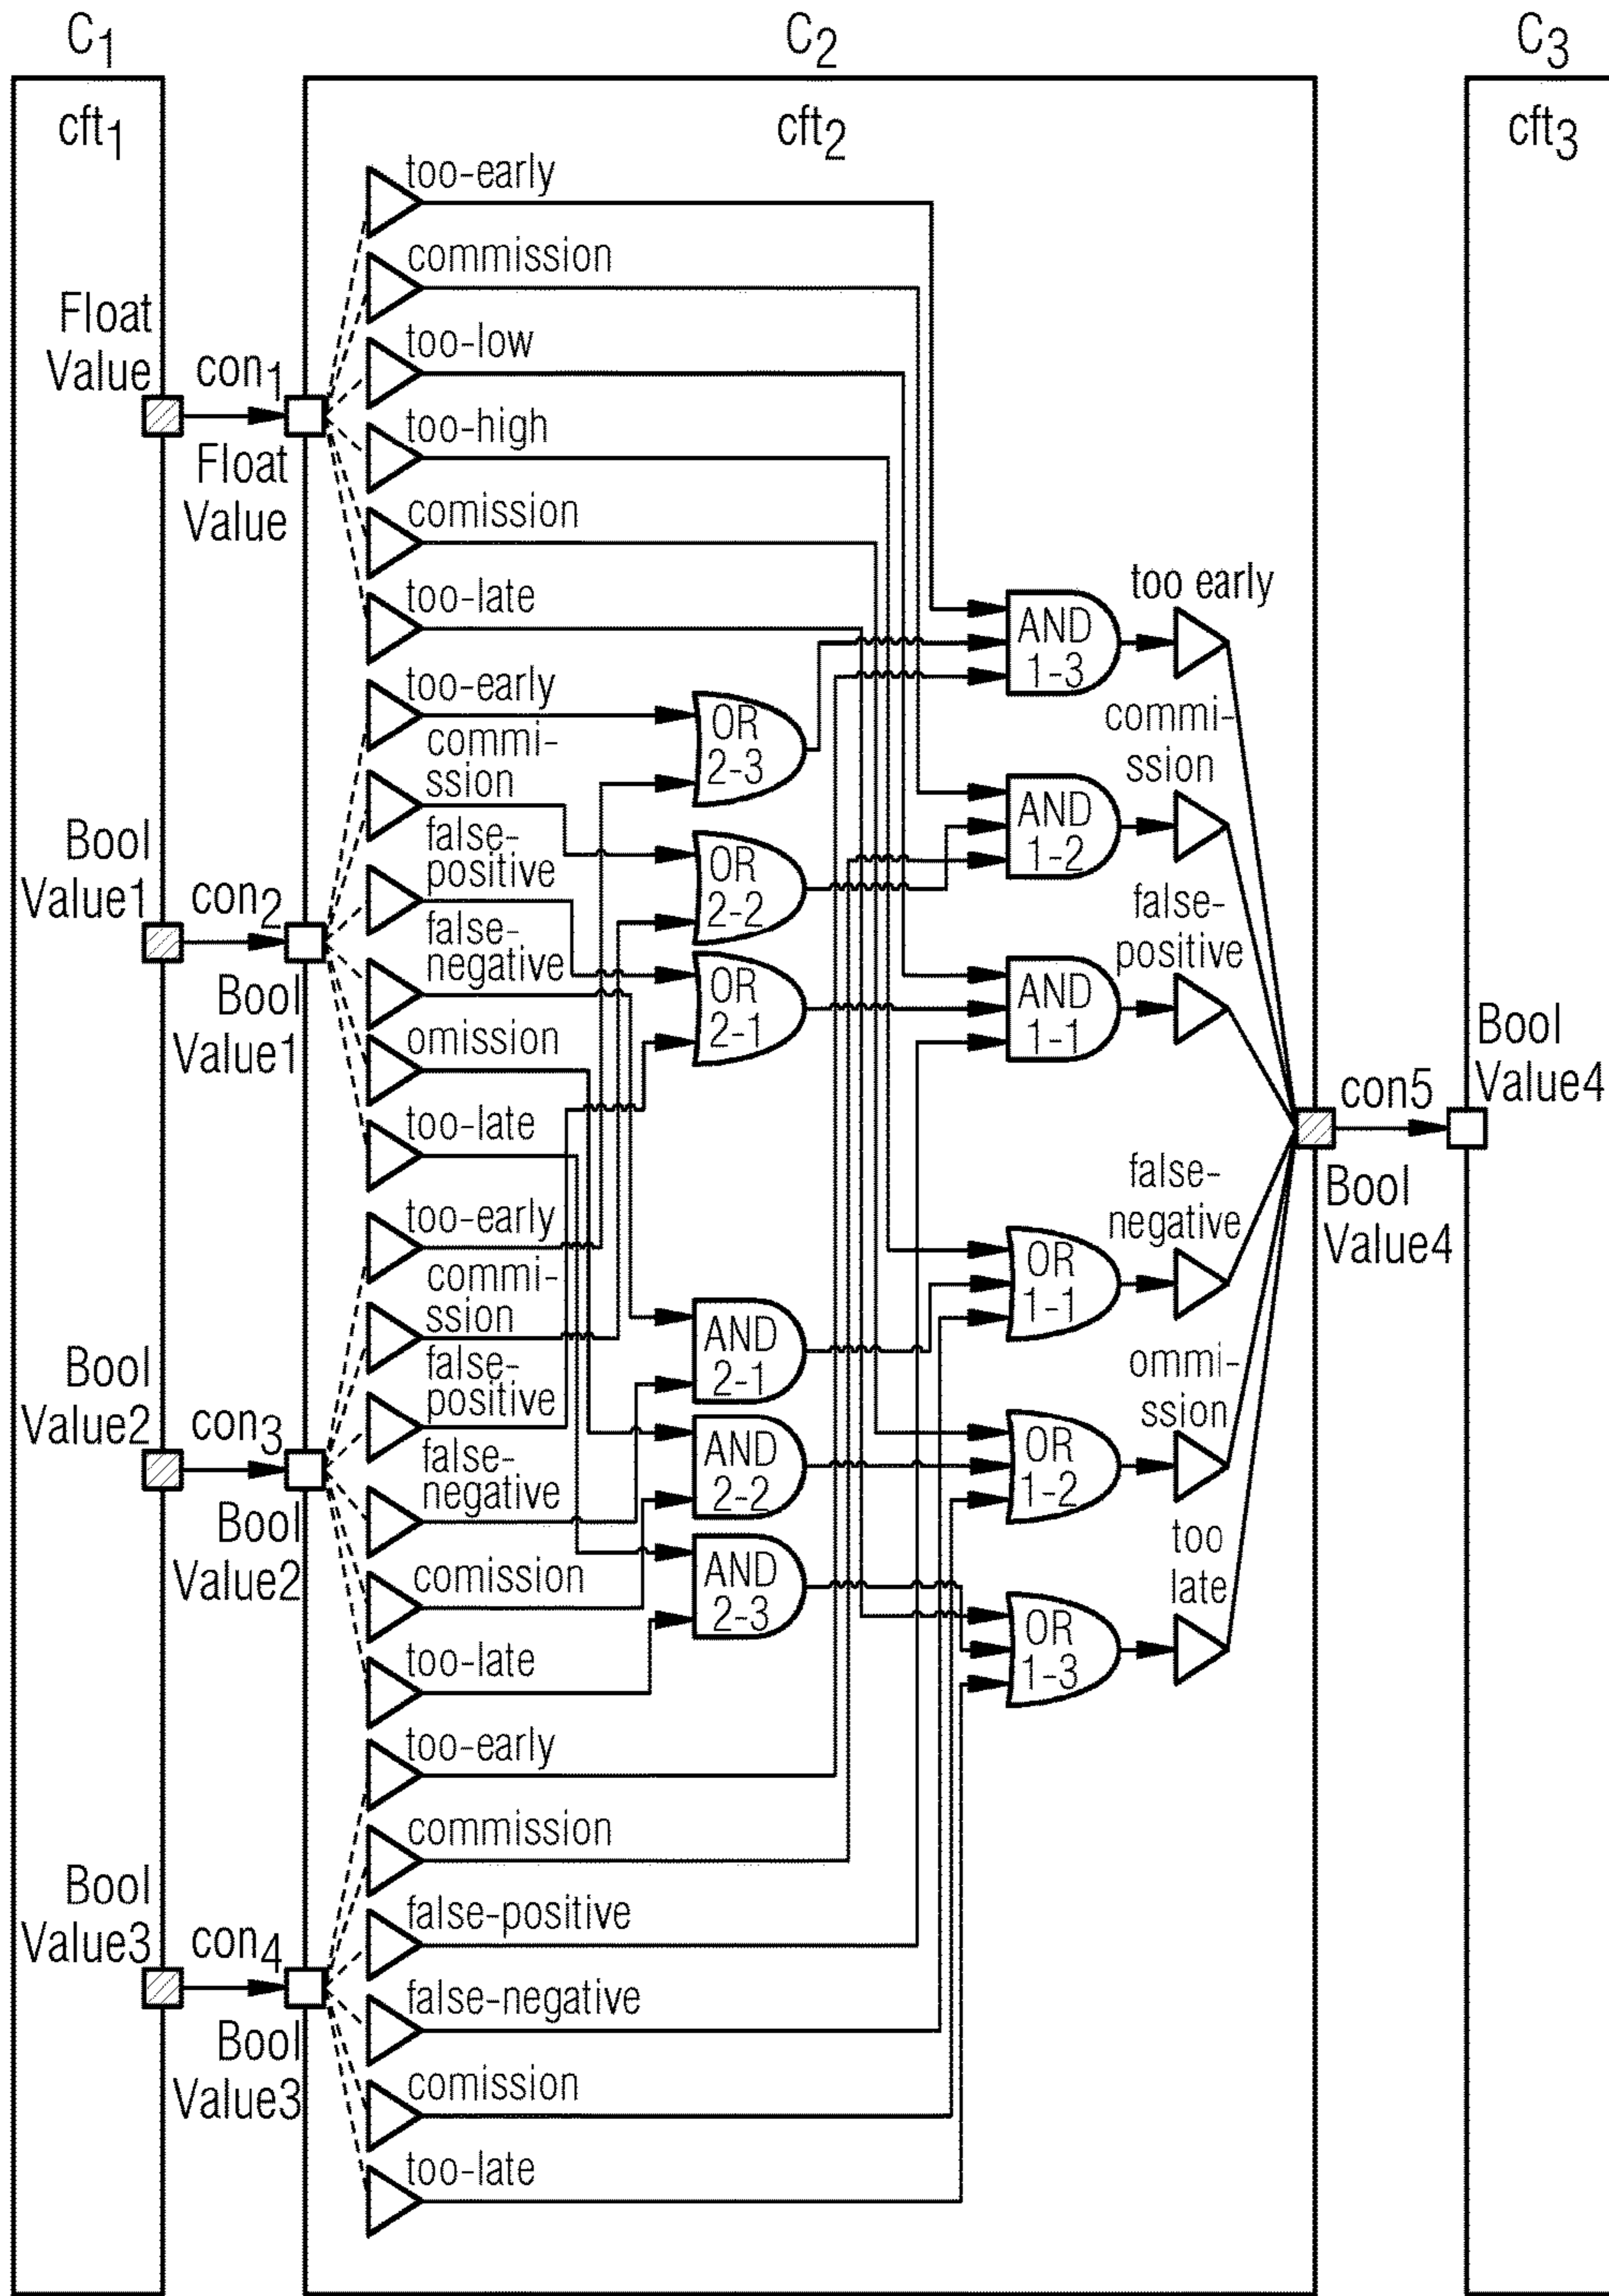 C1
C2
C3
cft1
cft2
cft3
too-early
commission
Float
Value
con1
too-low
too-high
Float
Value
comission
too-late
too early
AND
1-3
too-early
OR
2-3
commi-
ssion
commi-
ssion
AND
1-2
Bool
Value1
con2
false-
positive
OR
2-2
false-
positive
false-
negative
OR
2-1
AND
1-1
Bool
Value1
omission
Bool
Value4
con5
too-late
false-
negative
Bool
Value4
too-early
OR
1-1
commi-
ssion
AND
2-1
Bool
Value2
con3
false-
positive
ommi-
ssion
false-
negative
AND
2-2
OR
1-2
Bool
Value2
comission
AND
2-3
too
late
too-late
OR
1-3
too-early
commission
Bool
Value3
con4
false-positive
false-negative
Bool
Value3
comission
too-late